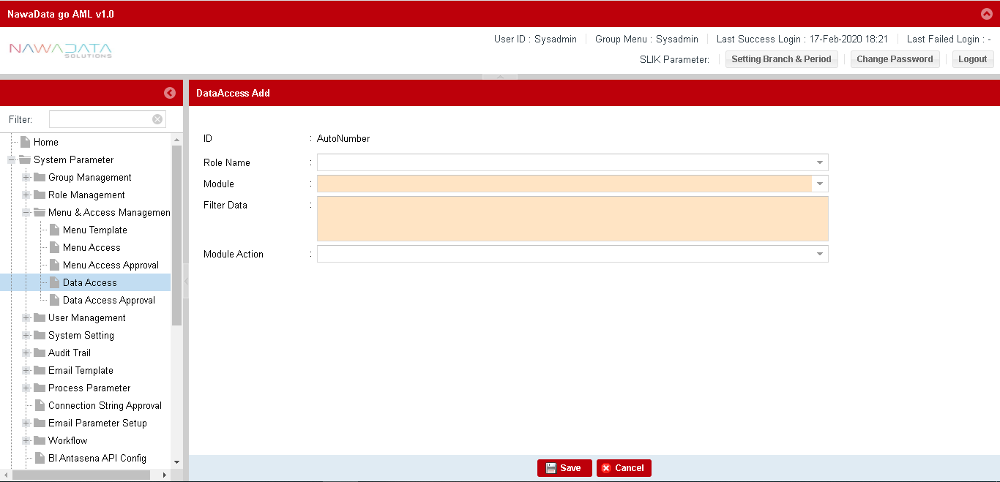 NawaData go AML v1.0
NAWADATA
SOLUTIONS
User ID : Sysadmin Group Menu : Sysadmin Last Success Login : 17-Feb-2020 18:21 Last Failed Login : -
SLIK Parameter: Setting Branch & Period Change Password Logout
DataAccess Add
Filter:
Home
System Parameter
Group Management
Role Management
Menu & Access Managemen
Menu Template
Menu Access
Menu Access Approval
Data Access
Data Access Approval
User Management
System Setting
Audit Trail
Email Template
Process Parameter
Connection String Approval
Email Parameter Setup
Workflow
BI Antasena API Config
ID : AutoNumber
Role Name :
Module :
Filter Data :
Module Action :
Save Cancel